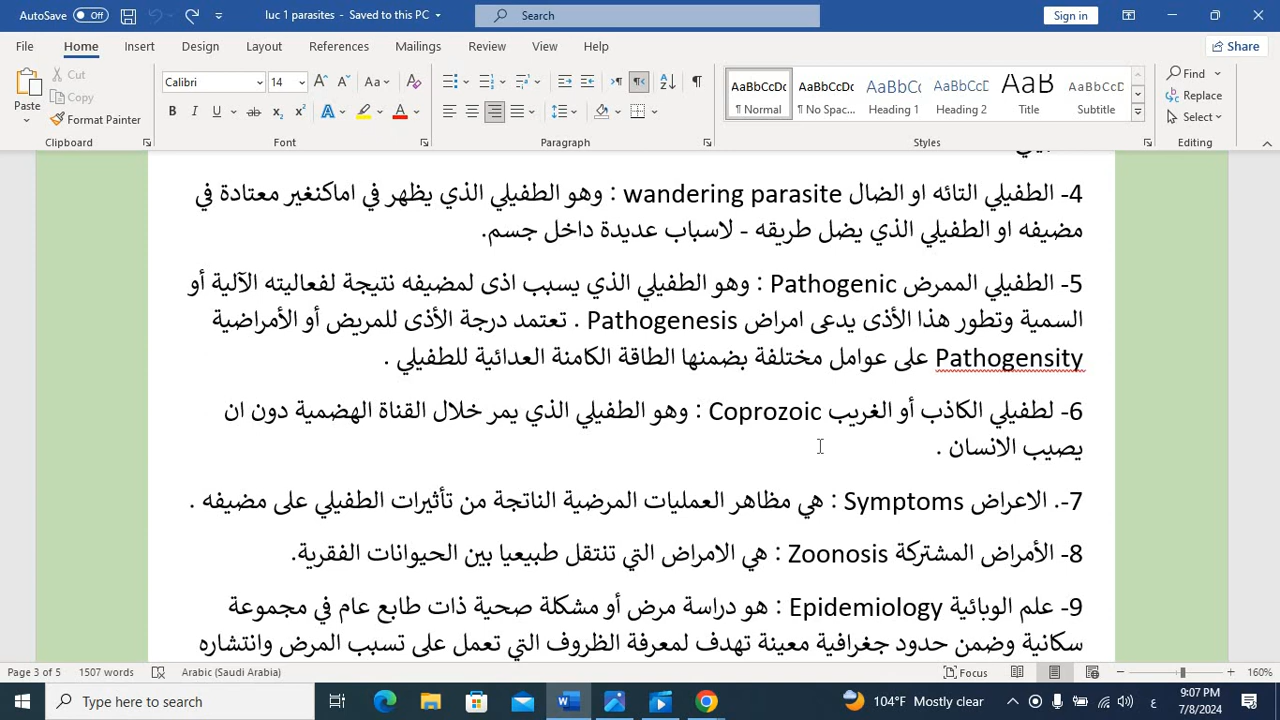 AutoSave Off luc 1 parasites - Saved to this PC Search Sign in
File Home Insert Design Layout References Mailings Review View Help Share
Paste Cut Copy Format Painter
Clipboard
Calibri 14
Font
Paragraph
AaBbCcDc AaBbCcDc AaBbCc AaBbCcD AaB AaBbCcDc
¶ Normal ¶ No Spac... Heading 1 Heading 2 Title Subtitle
Styles
Find
Replace
Select
Editing
4- الطفيلي التائه او الضال wandering parasite : وهو الطفيلي الذي يظهر في اماكنغير معتادة في
مضيفه او الطفيلي الذي يضل طريقه - لاسباب عديدة داخل جسم.
5- الطفيلي الممرض Pathogenic : وهو الطفيلي الذي يسبب اذى لمضيفه نتيجة لفعاليته الآلية أو
السمية وتطور هذا الأذى يدعى امراض Pathogenesis . تعتمد درجة الأذى للمريض أو الأمراضية
Pathogensity على عوامل مختلفة بضمنها الطاقة الكامنة العدائية للطفيلي .
6- لطفيلي الكاذب أو الغريب Coprozoic : وهو الطفيلي الذي يمر خلال القناة الهضمية دون ان
يصيب الانسان .
7-. الاعراض Symptoms : هي مظاهر العمليات المرضية الناتجة من تأثيرات الطفيلي على مضيفه .
8- الأمراض المشتركة Zoonosis : هي الامراض التي تنتقل طبيعيا بين الحيوانات الفقرية.
9- علم الوبائية Epidemiology : هو دراسة مرض أو مشكلة صحية ذات طابع عام في مجموعة
سكانية وضمن حدود جغرافية معينة تهدف لمعرفة الظروف التي تعمل على تسبب المرض وانتشاره
Page 3 of 5 1507 words Arabic (Saudi Arabia) Focus 160%
Type here to search 104°F Mostly clear ع 9:07 PM
7/8/2024